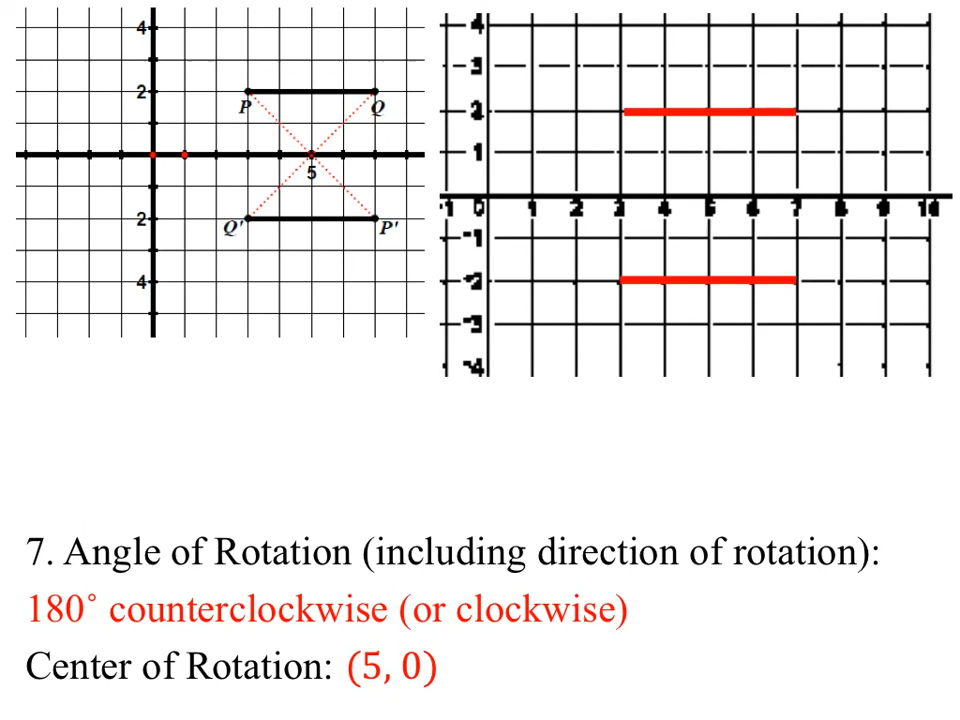 4
2
P
Q
5
2
Q'
P'
4
4
3
2
1
-1 0 1 2 3 4 5 6 7 8 9 10
-1
-2
-3
-4
7. Angle of Rotation (including direction of rotation):
180˚ counterclockwise (or clockwise)
Center of Rotation: (5, 0)